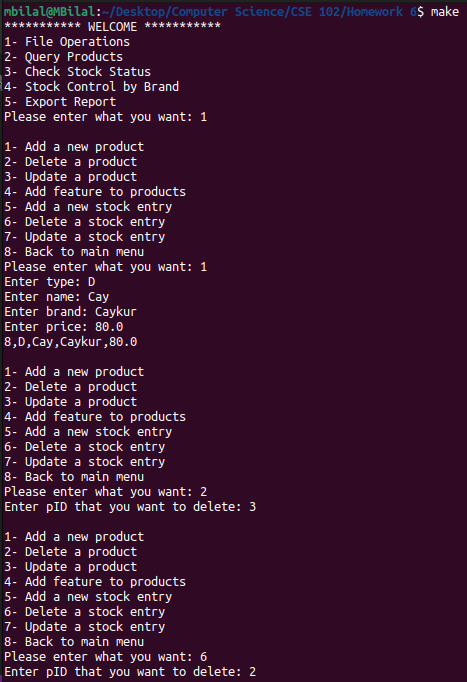 mbilal@MBilal:~/Desktop/Computer Science/CSE 102/Homework 6$ make
*********** WELCOME ***********
1- File Operations
2- Query Products
3- Check Stock Status
4- Stock Control by Brand
5- Export Report
Please enter what you want: 1
1- Add a new product
2- Delete a product
3- Update a product
4- Add feature to products
5- Add a new stock entry
6- Delete a stock entry
7- Update a stock entry
8- Back to main menu
Please enter what you want: 1
Enter type: D
Enter name: Cay
Enter brand: Caykur
Enter price: 80.0
8,D,Cay,Caykur,80.0
1- Add a new product
2- Delete a product
3- Update a product
4- Add feature to products
5- Add a new stock entry
6- Delete a stock entry
7- Update a stock entry
8- Back to main menu
Please enter what you want: 2
Enter pID that you want to delete: 3
1- Add a new product
2- Delete a product
3- Update a product
4- Add feature to products
5- Add a new stock entry
6- Delete a stock entry
7- Update a stock entry
8- Back to main menu
Please enter what you want: 6
Enter pID that you want to delete: 2